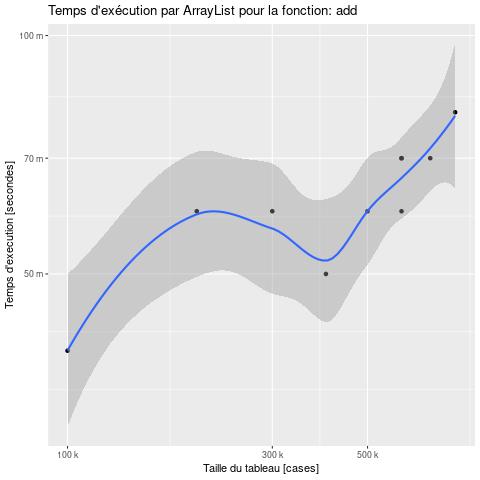 Temps d'exécution par ArrayList pour la fonction: add
100 m
70 m
50 m
Temps d'execution [secondes]
100 k
300 k
500 k
Taille du tableau [cases]